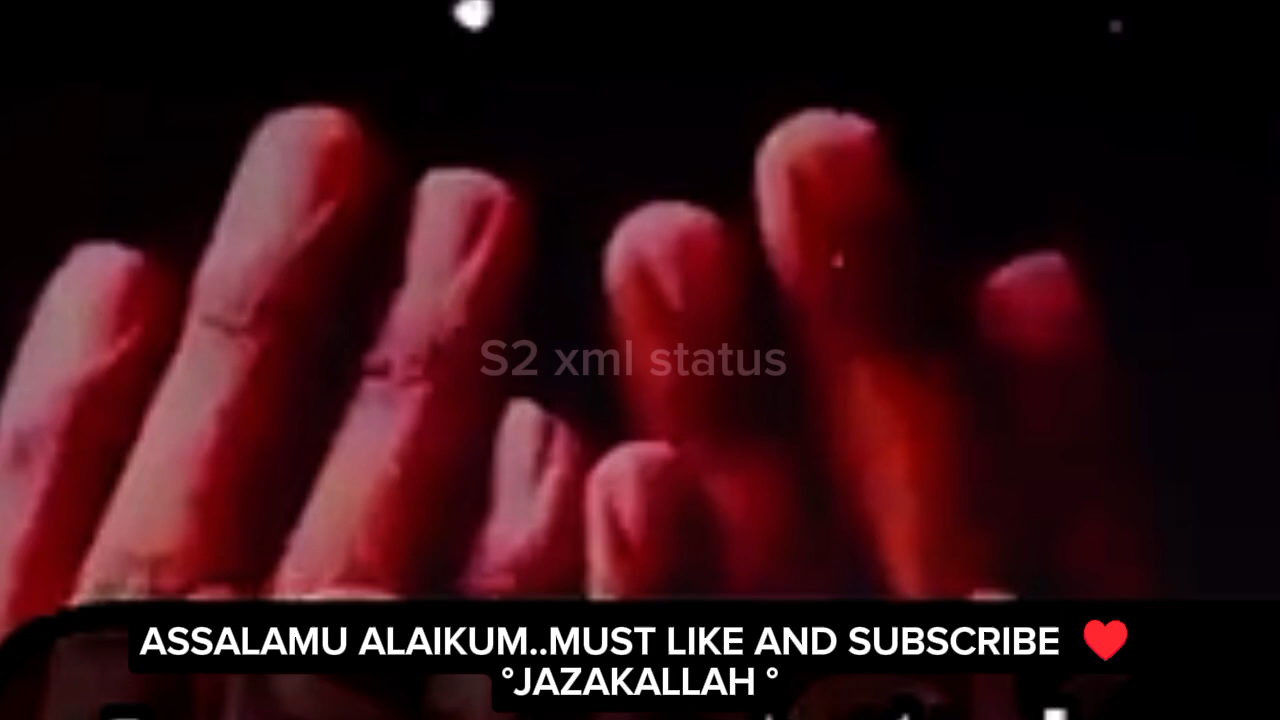 S2 xml status
ASSALAMU ALAIKUM..MUST LIKE AND SUBSCRIBE ♥️
°JAZAKALLAH °